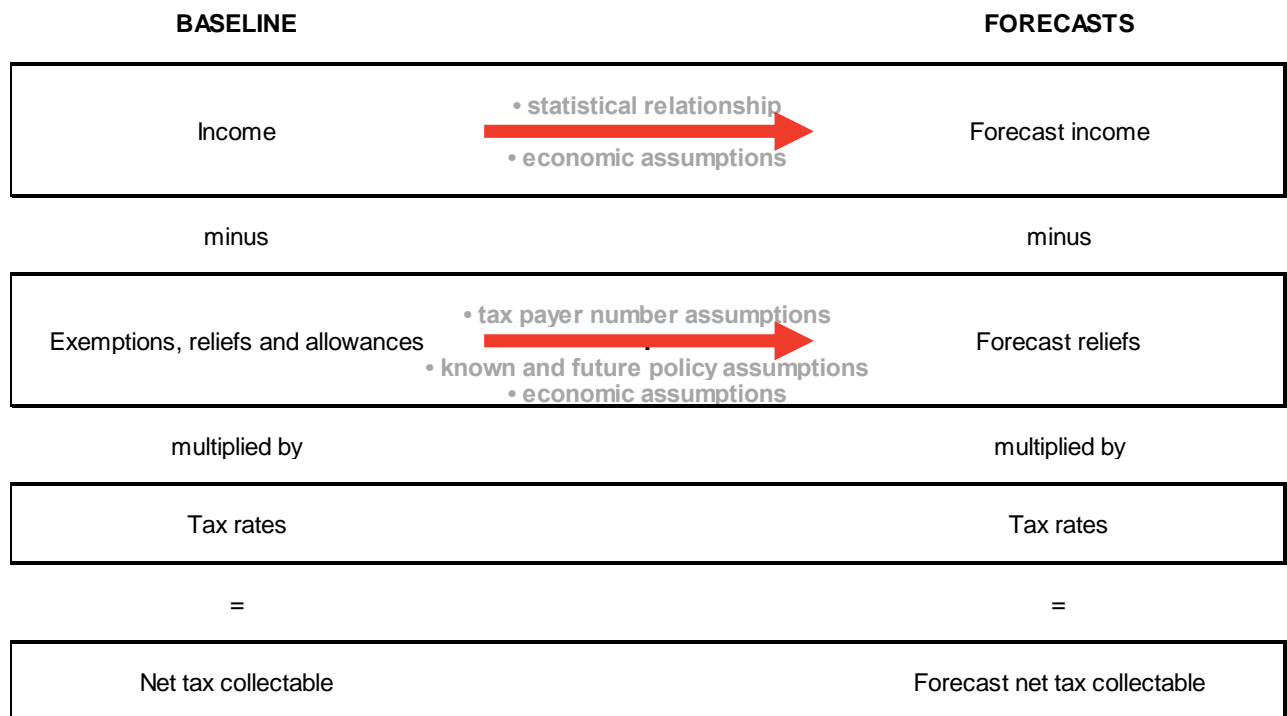 BASELINE FORECASTS
• statistical relationship
Income Forecast income
• economic assumptions
minus minus
• tax payer number assumptions
Exemptions, reliefs and allowances Forecast reliefs
• known and future policy assumptions
• economic assumptions
multiplied by multiplied by
Tax rates Tax rates
= =
Net tax collectable Forecast net tax collectable